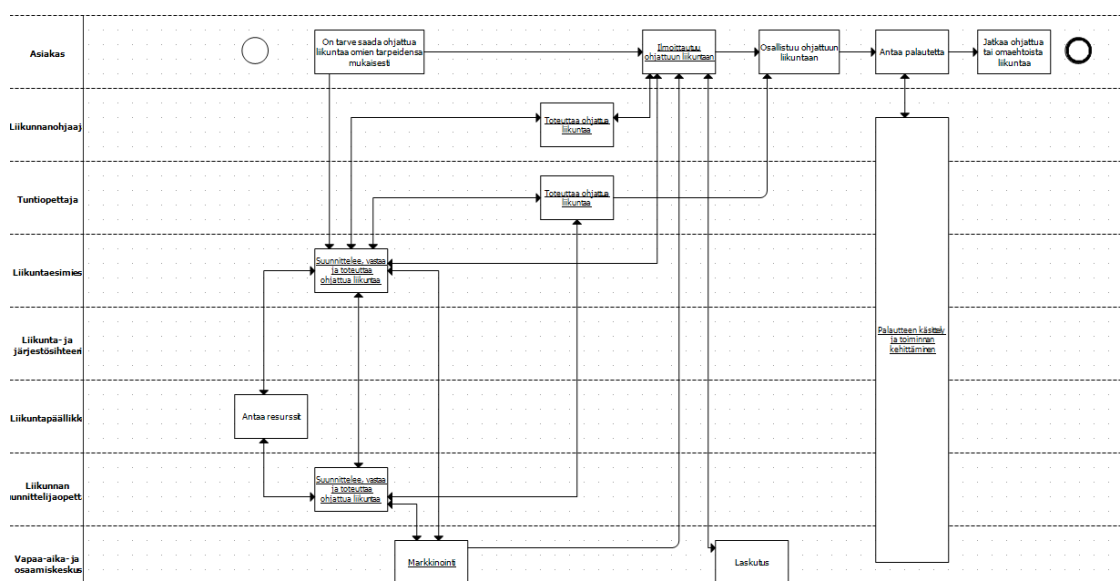 Asiakas
On tarve saada ohjattua
liikuntaa omien tarpeidensa
mukaisesti
Ilmoittautuu
ohjattuun liikuntaan
Osallistuu ohjattuun
liikuntaan
Antaa palautetta
Jatkaa ohjattua
tai omaehtoista
liikuntaa
Liikunnanohjaaj
Toteuttaa ohjattua
liikuntaa
Tuntiopettaja
Toteuttaa ohjattua
liikuntaa
Liikuntaesimies
Suunnittelee, vastaa
ja toteuttaa
ohjattua liikuntaa
Liikunta- ja
järjestösihteeri
Palautteen käsittely
ja toiminnan
kehittäminen
Liikuntapäällikk
Antaa resurssit
Liikunnan
unnittelijaopett
Suunnittelee, vastaa
ja toteuttaa
ohjattua liikuntaa
Vapaa-aika- ja
osaamiskeskus
Markkinointi
Laskutus